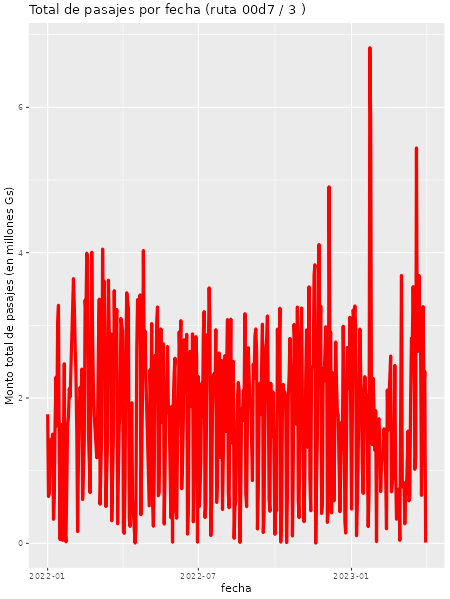 Total de pasajes por fecha (ruta 00d7 / 3 )
Monto total de pasajes (en millones Gs)
6
4
2
0
2022-01
2022-07
2023-01
fecha